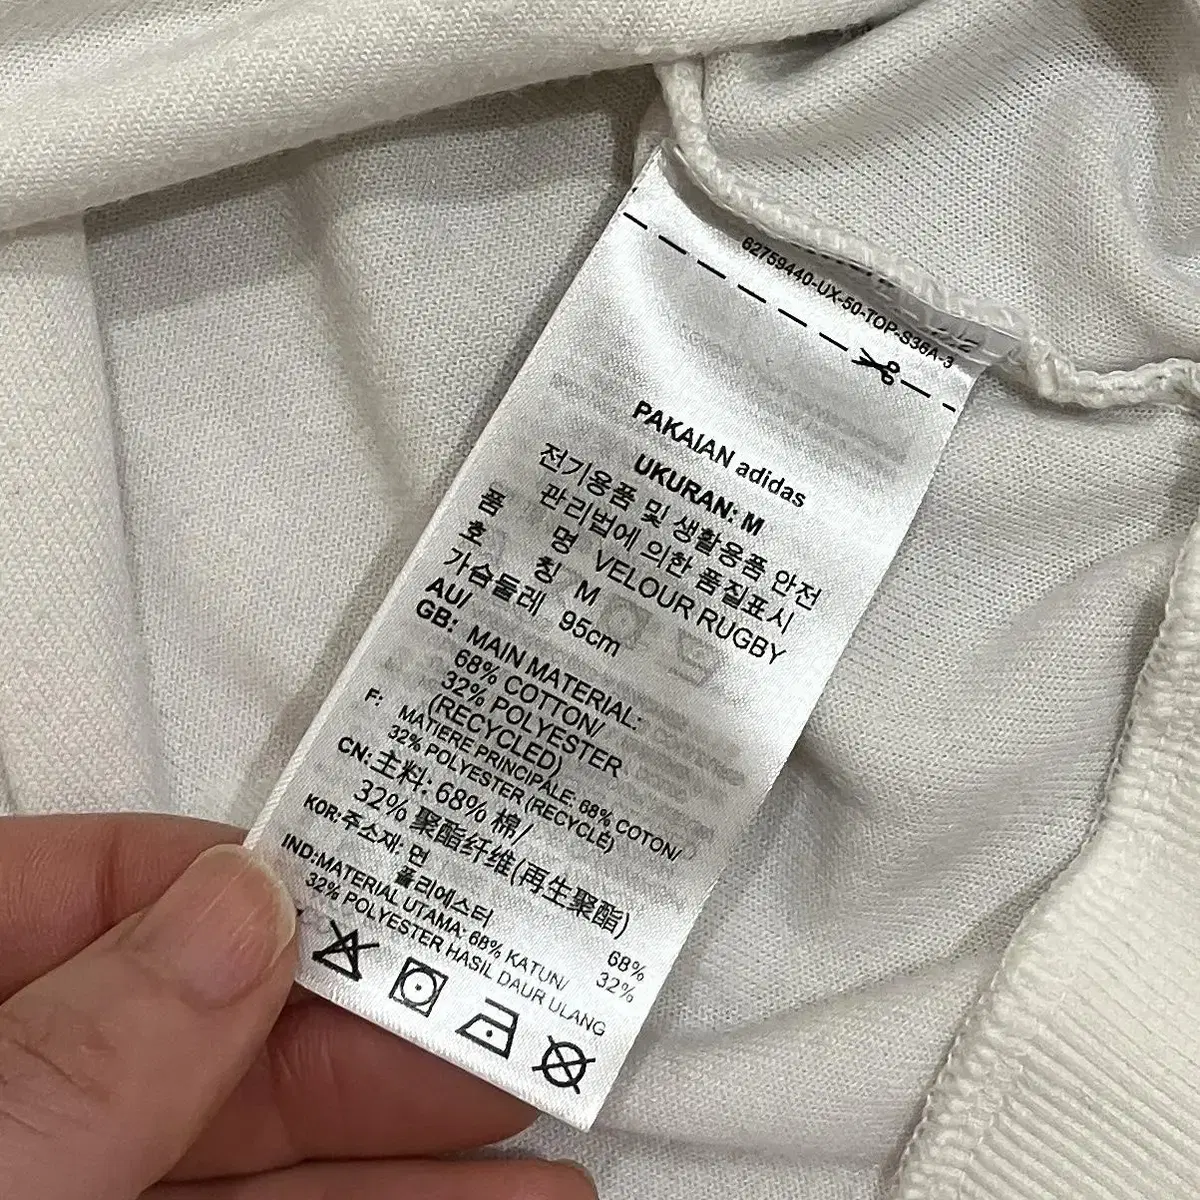 62759440-UX-50-TOP-S36A-3
PAKAIAN adidas
UKURAN: M
전기용품 및 생활용품 안전
관리법에 의한 품질표시
품 명 VELOUR RUGBY
호 칭 M
가슴둘레 95cm
AU/
GB: MAIN MATERIAL:
68% COTTON/
32% POLYESTER
(RECYCLED)
F: MATIERE PRINCIPALE: 68% COTON/
32% POLYESTER (RECYCLÉ)
CN: 主料: 68% 棉/
32% 聚酯纤维(再生聚酯)
KOR: 주소재: 면 68%
폴리에스터 32%
IND:MATERIAL UTAMA: 68% KATUN/
32% POLYESTER HASIL DAUR ULANG